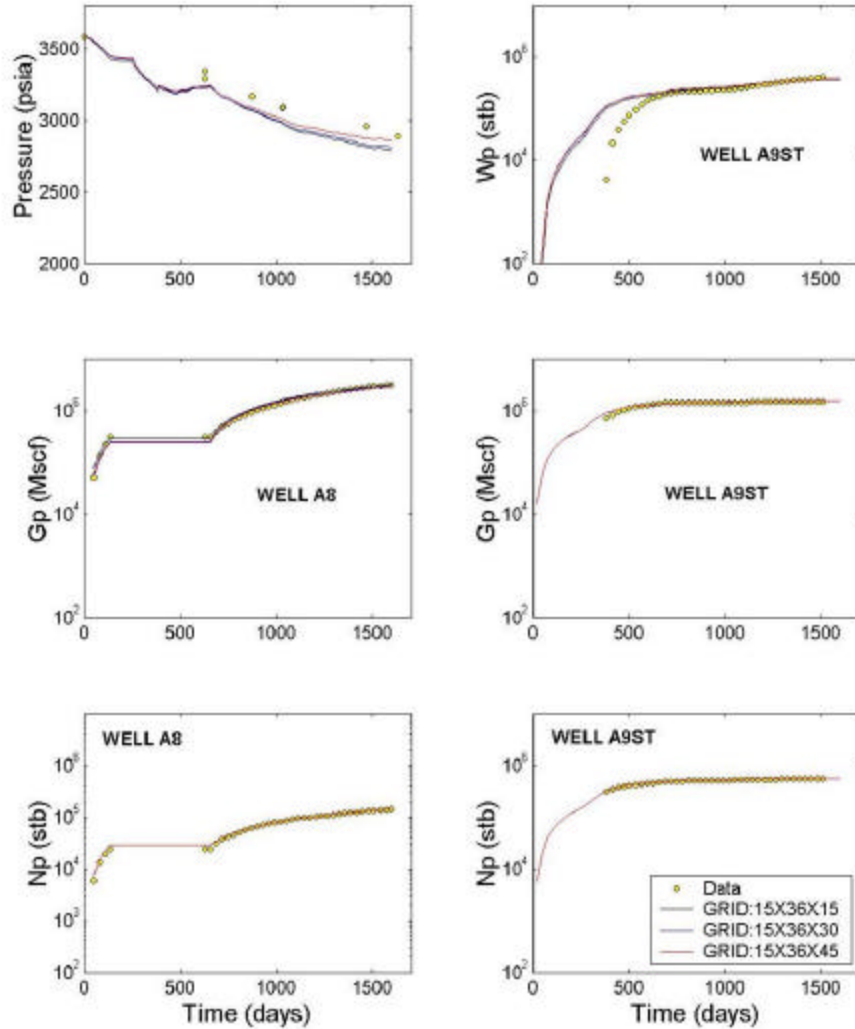 Pressure (psia)
3500
3000
2500
2000
0 500 1000 1500
Wp (stb)
10^6
10^4
10^2
WELL A9ST
0 500 1000 1500
Gp (Mscf)
10^6
10^4
10^2
WELL A8
0 500 1000 1500
Gp (Mscf)
10^6
10^4
10^2
WELL A9ST
0 500 1000 1500
WELL A8
Np (stb)
10^6
10^5
10^4
10^3
10^2
0 500 1000 1500
Time (days)
WELL A9ST
Np (stb)
10^6
10^4
10^2
0 500 1000 1500
Time (days)
Data
GRID:15X36X15
GRID:15X36X30
GRID:15X36X45